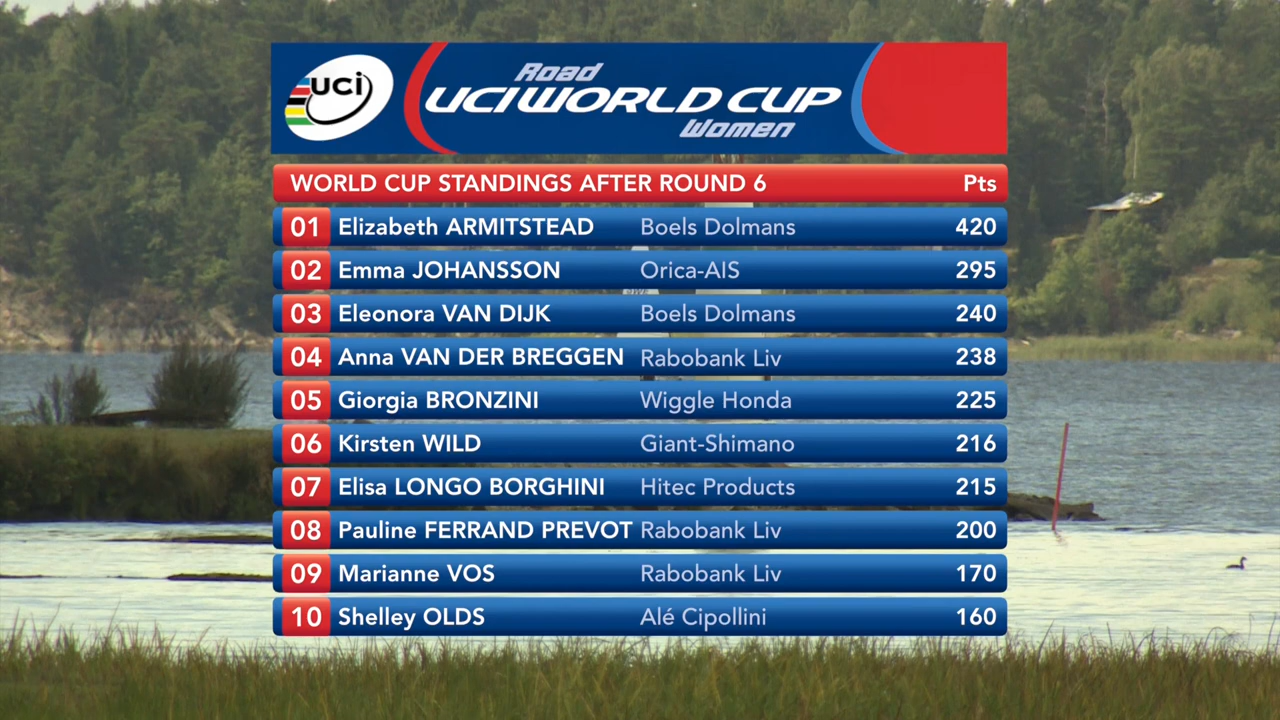 uci
Road
UCI WORLD CUP
Women
WORLD CUP STANDINGS AFTER ROUND 6 Pts
01 Elizabeth ARMITSTEAD Boels Dolmans 420
02 Emma JOHANSSON Orica-AIS 295
03 Eleonora VAN DIJK Boels Dolmans 240
04 Anna VAN DER BREGGEN Rabobank Liv 238
05 Giorgia BRONZINI Wiggle Honda 225
06 Kirsten WILD Giant-Shimano 216
07 Elisa LONGO BORGHINI Hitec Products 215
08 Pauline FERRAND PREVOT Rabobank Liv 200
09 Marianne VOS Rabobank Liv 170
10 Shelley OLDS Alé Cipollini 160